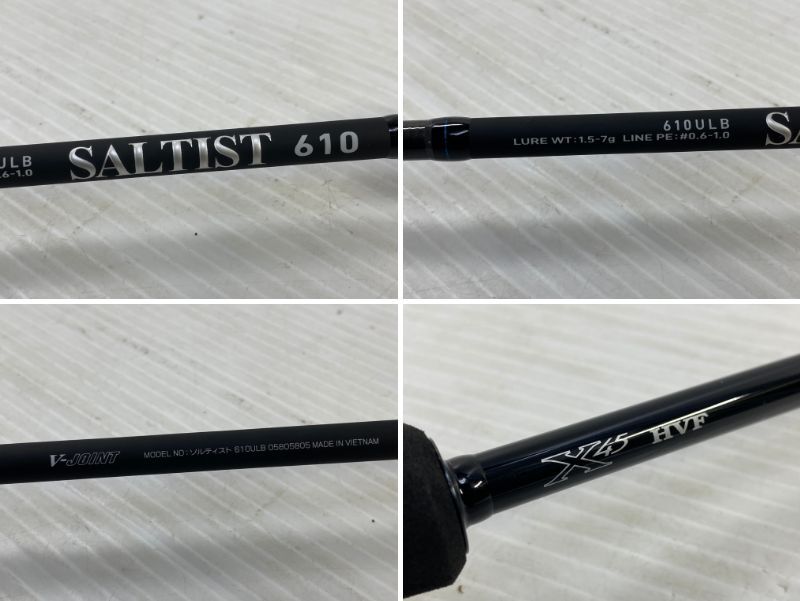 ULB SALTIST 610
.6-1.0
610ULB
LURE WT:1.5-7g LINE PE:#0.6-1.0
SA
V-JOINT MODEL NO:ソルティスト 610ULB 05805805 MADE IN VIETNAM
X45 HVF